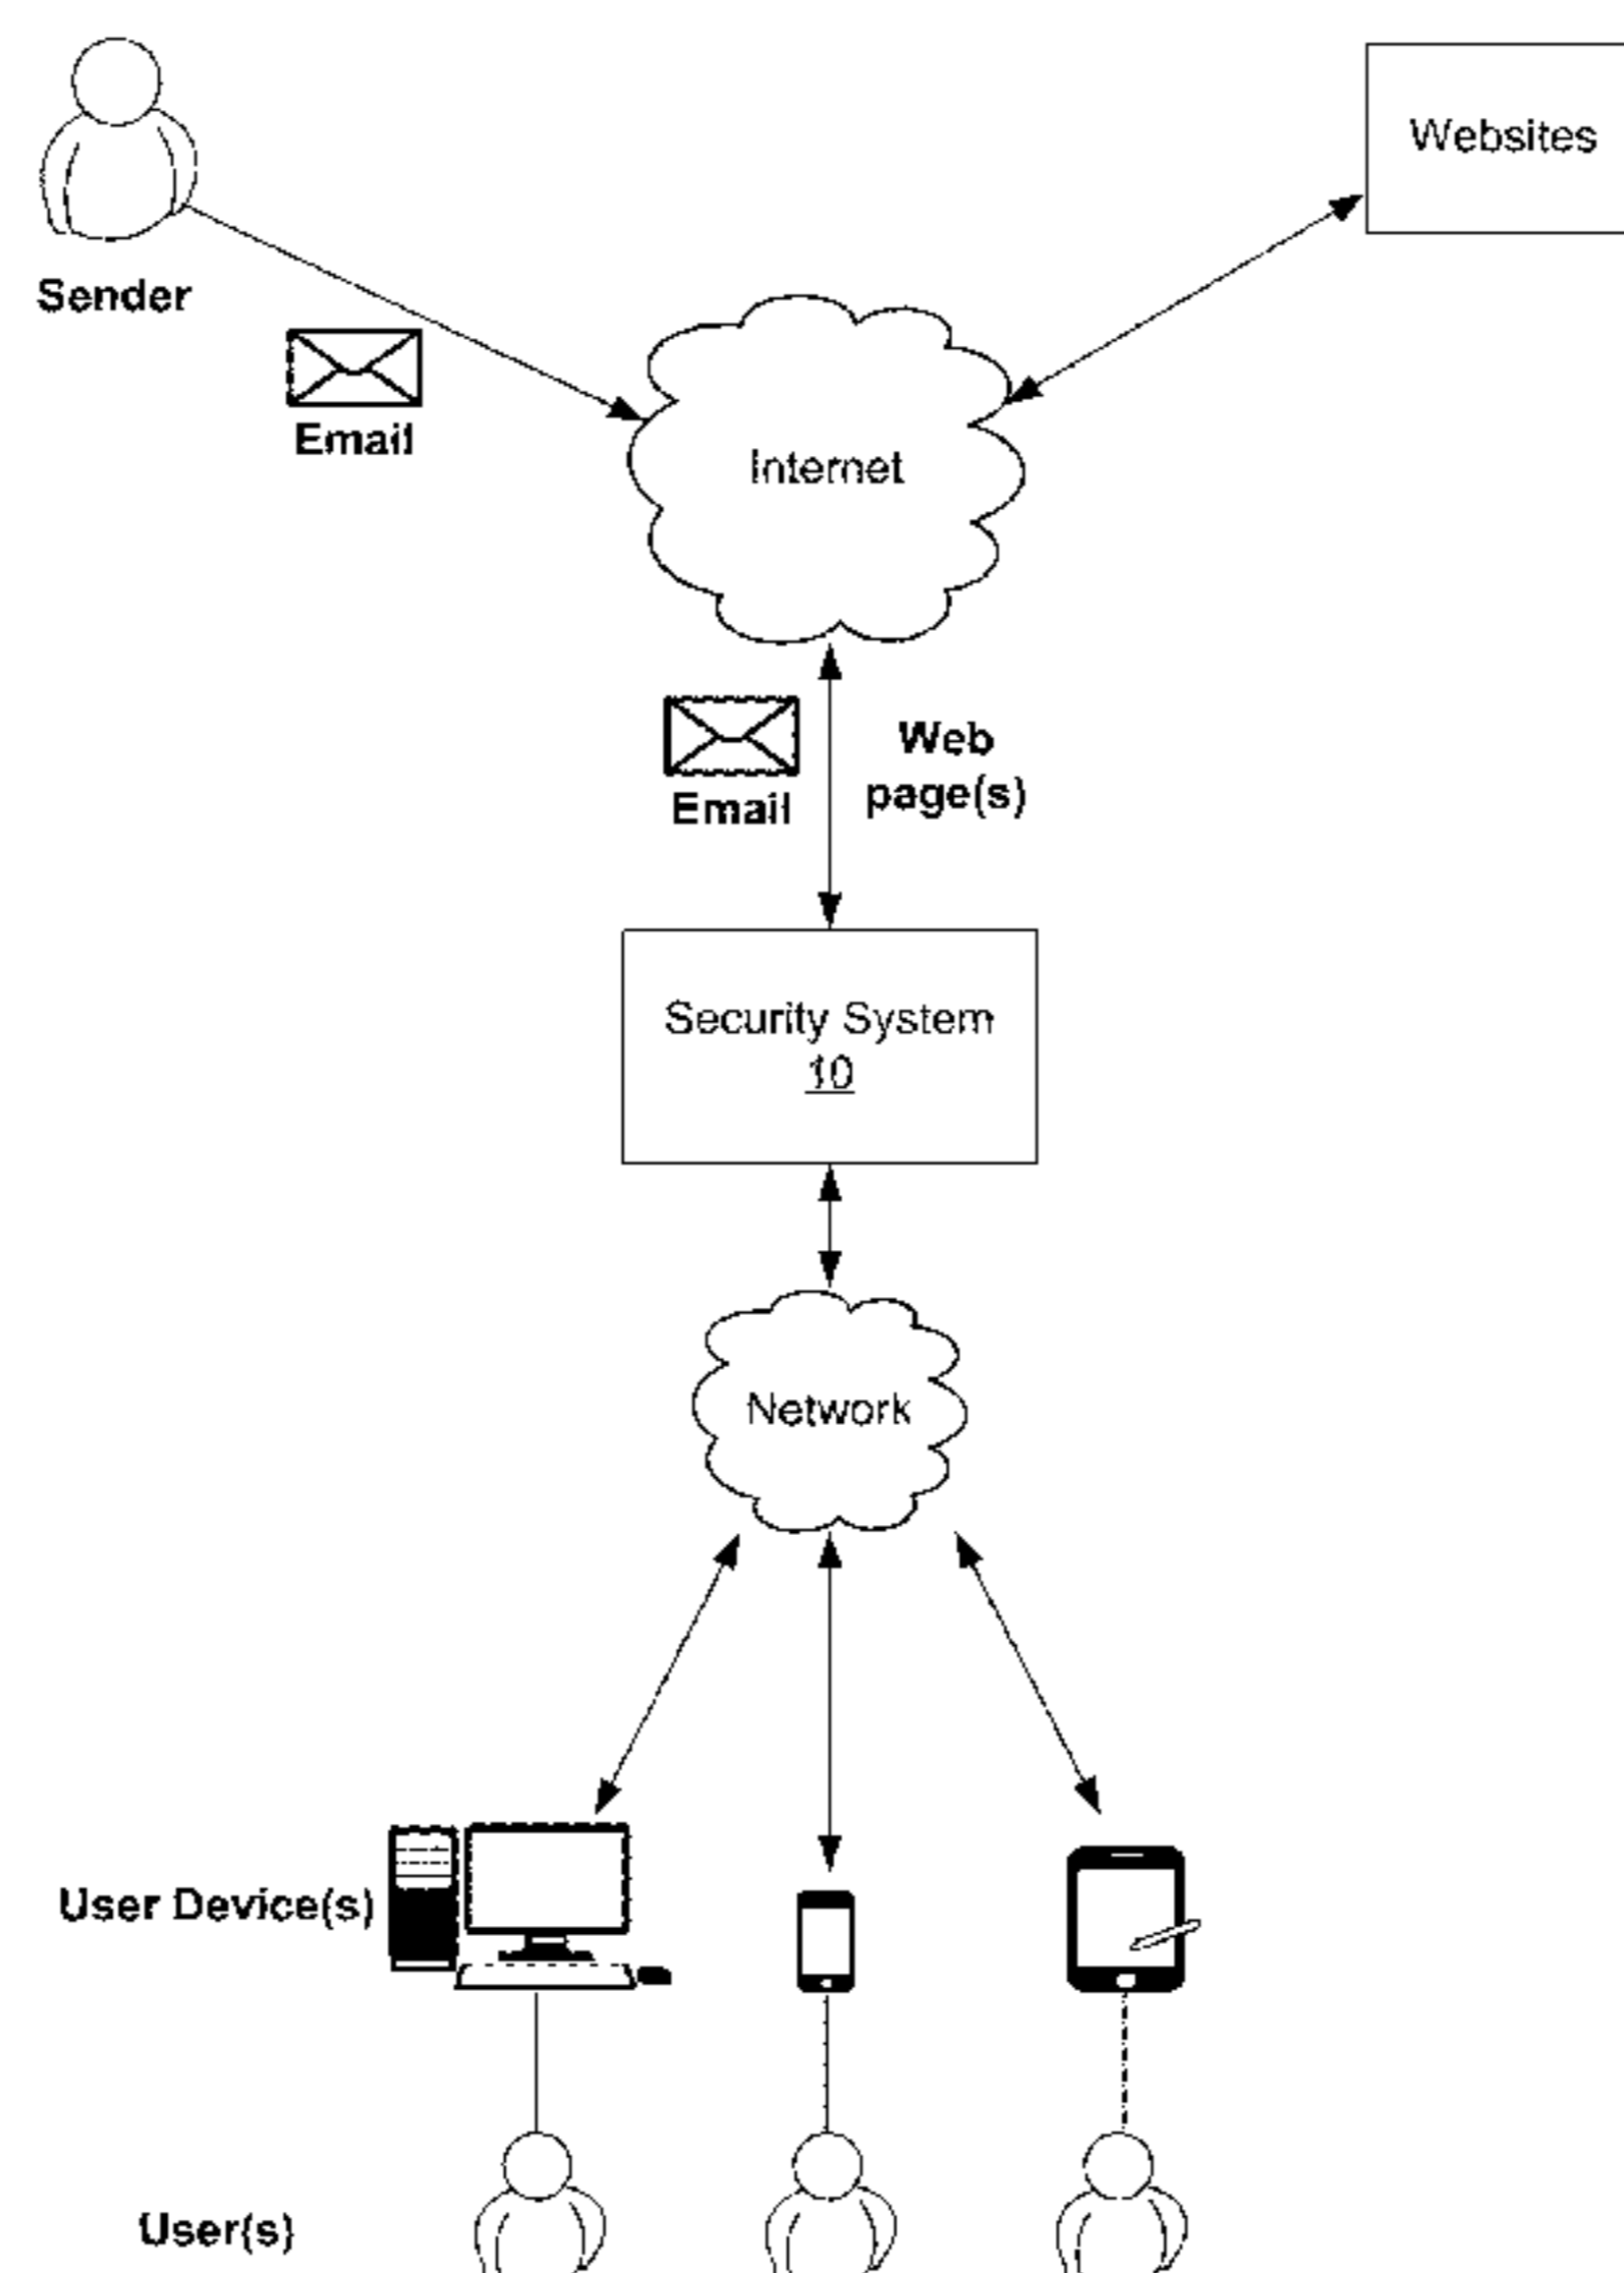 Websites
Sender
Email
Internet
Email
Web
page(s)
Security System
10
Network
User Device(s)
User(s)